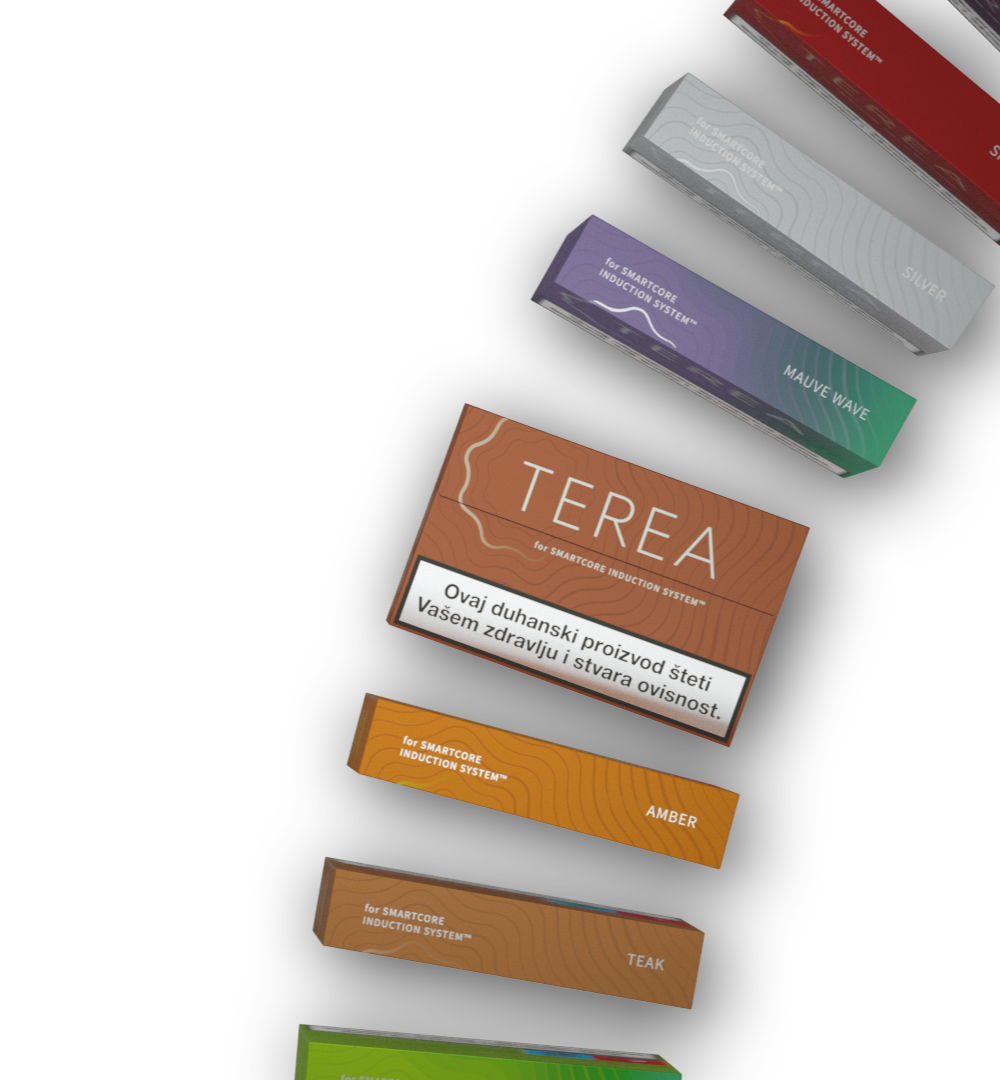 for SMARTCORE
INDUCTION SYSTEM™
TEREA
for SMARTCORE
INDUCTION SYSTEM™
SILVER
for SMARTCORE
INDUCTION SYSTEM™
MAUVE WAVE
TEREA
TEREA
for SMARTCORE INDUCTION SYSTEM™
Ovaj duhanski proizvod šteti
Vašem zdravlju i stvara ovisnost.
for SMARTCORE
INDUCTION SYSTEM™
AMBER
for SMARTCORE
INDUCTION SYSTEM™
TEAK